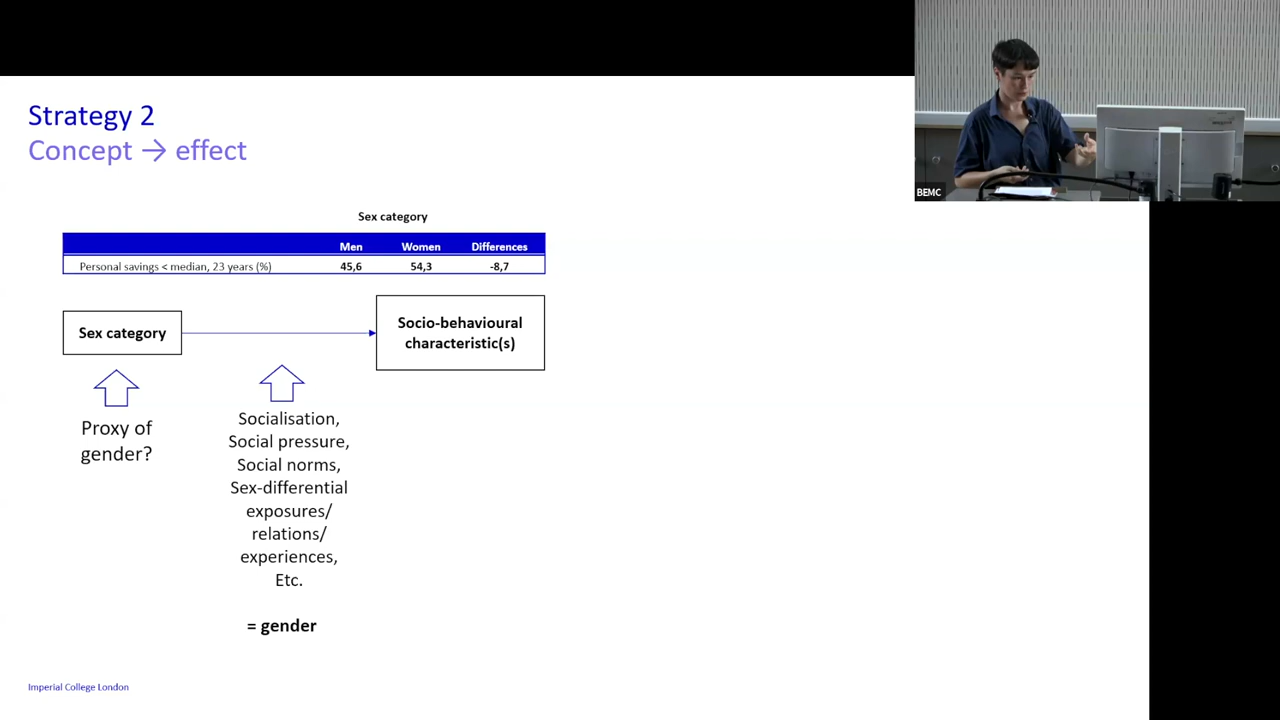 Strategy 2
Concept → effect
BEMC
Sex category
Men Women Differences
Personal savings < median, 23 years (%) 45,6 54,3 -8,7
Sex category
Socio-behavioural
characteristic(s)
Proxy of
gender?
Socialisation,
Social pressure,
Social norms,
Sex-differential
exposures/
relations/
experiences,
Etc.
= gender
Imperial College London